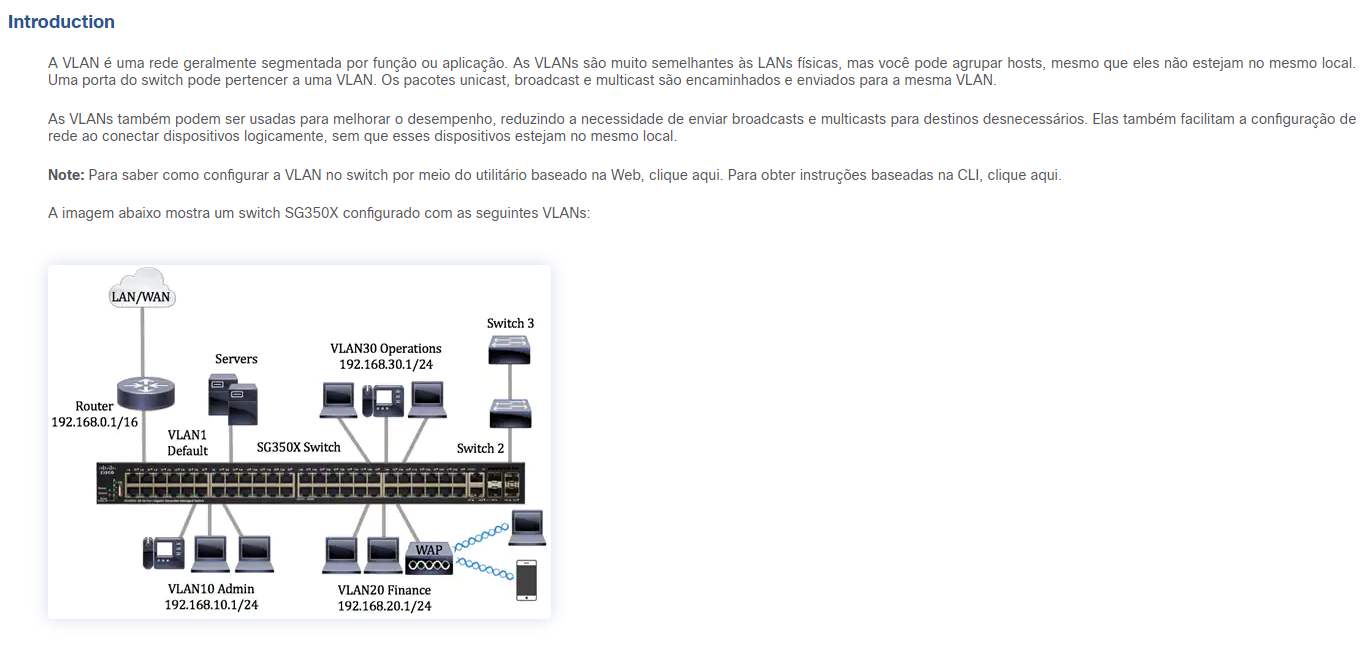 Introduction
A VLAN é uma rede geralmente segmentada por função ou aplicação. As VLANs são muito semelhantes às LANs físicas, mas você pode agrupar hosts, mesmo que eles não estejam no mesmo local.
Uma porta do switch pode pertencer a uma VLAN. Os pacotes unicast, broadcast e multicast são encaminhados e enviados para a mesma VLAN.
As VLANs também podem ser usadas para melhorar o desempenho, reduzindo a necessidade de enviar broadcasts e multicasts para destinos desnecessários. Elas também facilitam a configuração de
rede ao conectar dispositivos logicamente, sem que esses dispositivos estejam no mesmo local.
Note: Para saber como configurar a VLAN no switch por meio do utilitário baseado na Web, clique aqui. Para obter instruções baseadas na CLI, clique aqui.
A imagem abaixo mostra um switch SG350X configurado com as seguintes VLANs:
LAN/WAN
Switch 3
VLAN30 Operations
192.168.30.1/24
Servers
Router
192.168.0.1/16
VLAN1
Default
SG350X Switch
Switch 2
CISCO
WAP
VLAN10 Admin
192.168.10.1/24
VLAN20 Finance
192.168.20.1/24